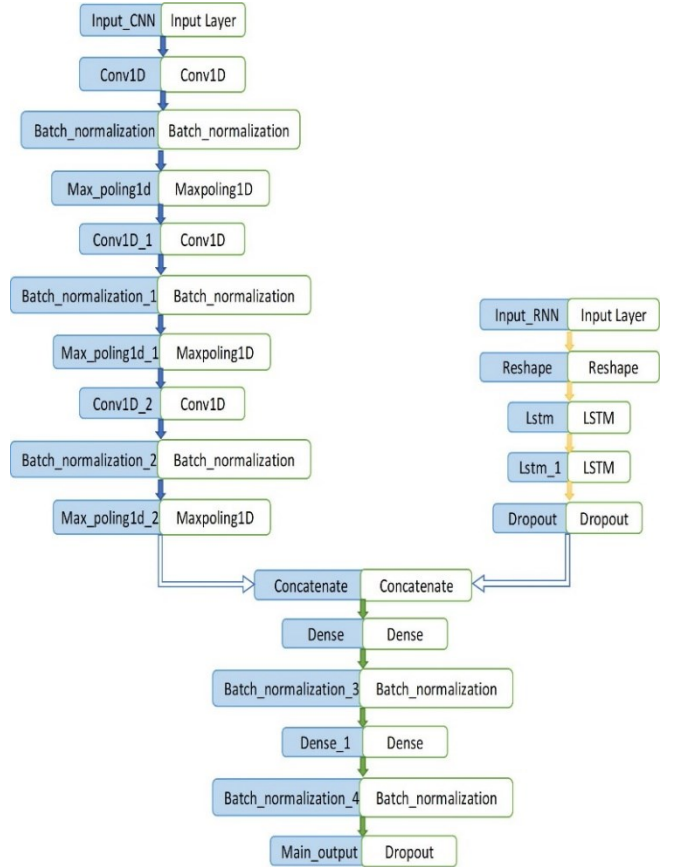 Input_CNN Input Layer
Conv1D Conv1D
Batch_normalization Batch_normalization
Max_poling1d Maxpoling1D
Conv1D_1 Conv1D
Batch_normalization_1 Batch_normalization
Max_poling1d_1 Maxpoling1D
Conv1D_2 Conv1D
Batch_normalization_2 Batch_normalization
Max_poling1d_2 Maxpoling1D
Input_RNN Input Layer
Reshape Reshape
Lstm LSTM
Lstm_1 LSTM
Dropout Dropout
Concatenate Concatenate
Dense Dense
Batch_normalization_3 Batch_normalization
Dense_1 Dense
Batch_normalization_4 Batch_normalization
Main_output Dropout